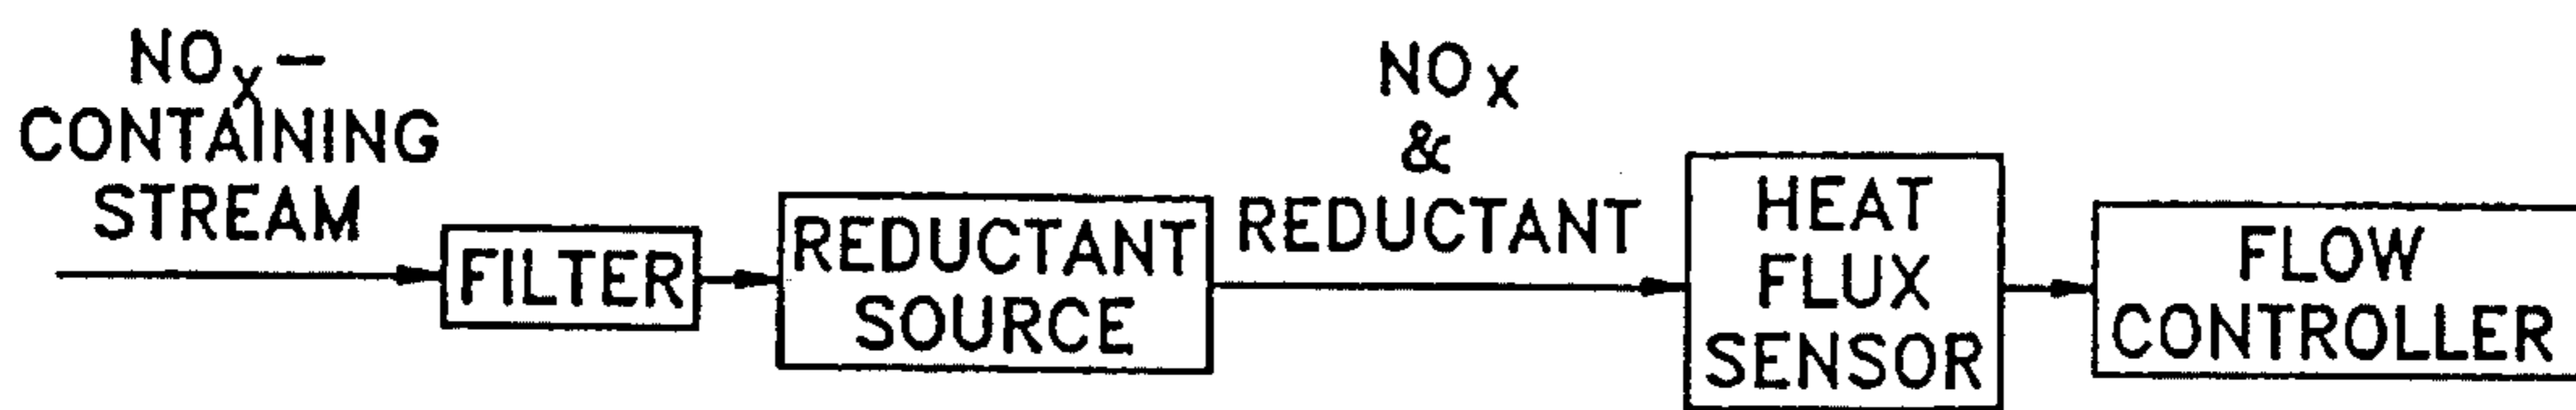 NOx-
CONTAINING
STREAM
FILTER
REDUCTANT
SOURCE
NOx
&
REDUCTANT
HEAT
FLUX
SENSOR
FLOW
CONTROLLER